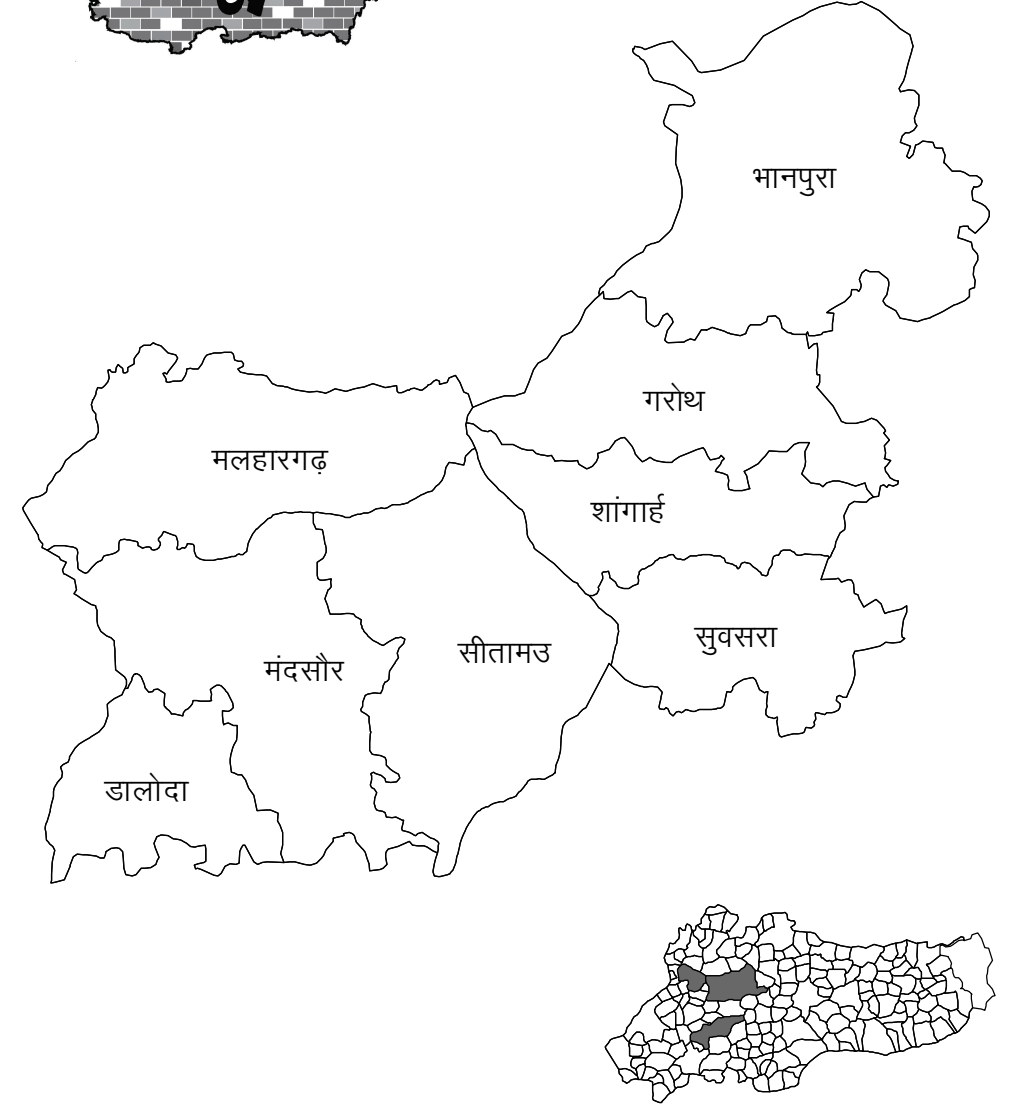 भानपुरा
गरोथ
मलहारगढ़
शांगार्ह
सुवसरा
सीतामउ
मंदसौर
डालोदा